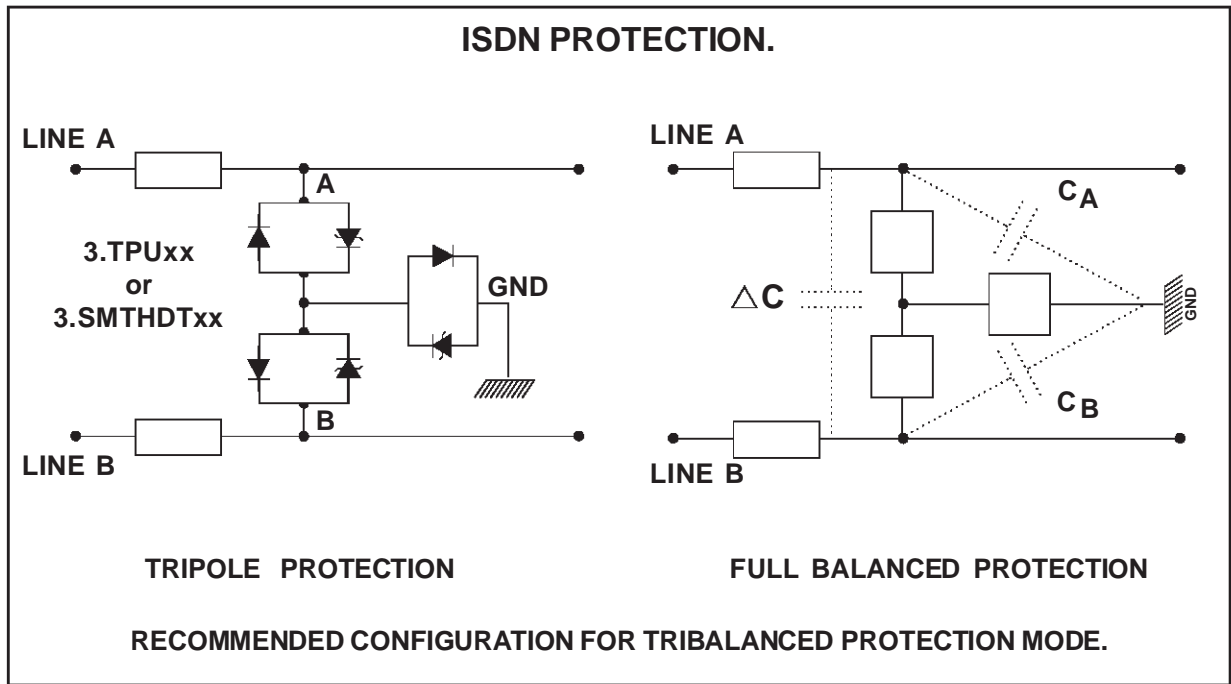 ISDN PROTECTION.
LINE A
A
3.TPUxx
or
3.SMTHDTxx
GND
B
LINE B
TRIPOLE PROTECTION
LINE A
C A
△C
GND
C B
LINE B
FULL BALANCED PROTECTION
RECOMMENDED CONFIGURATION FOR TRIBALANCED PROTECTION MODE.